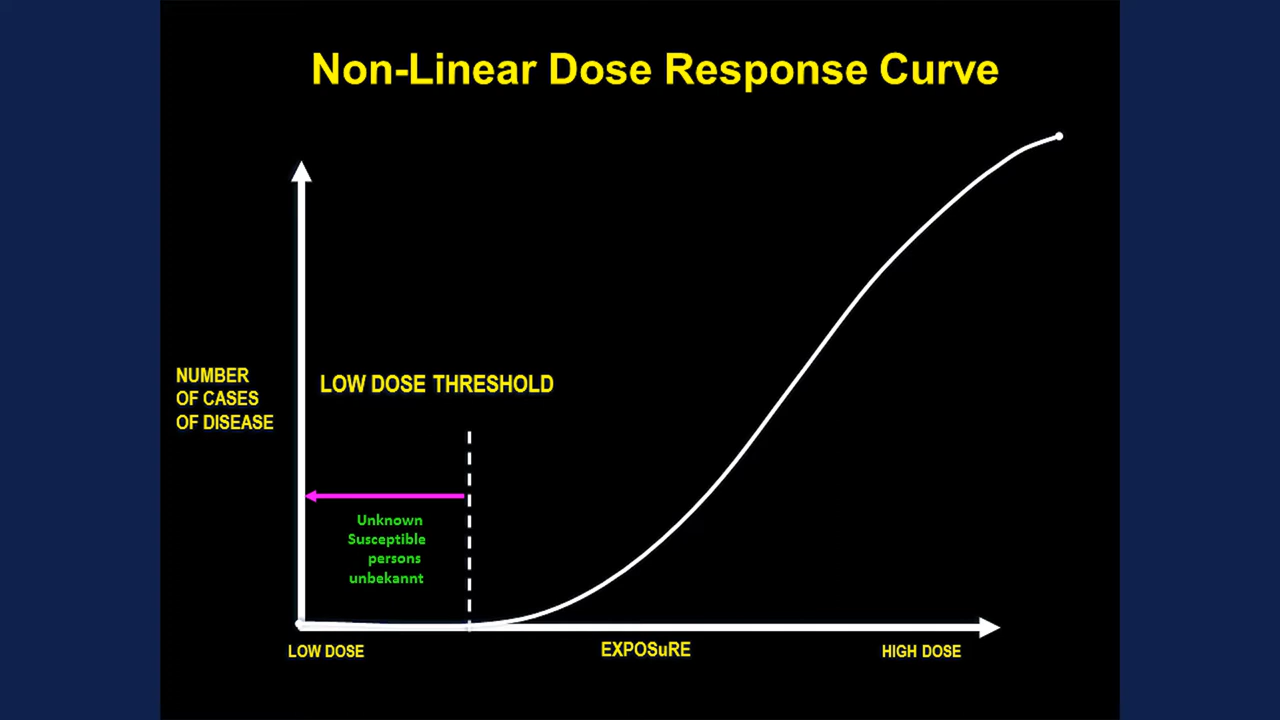 Non-Linear Dose Response Curve
NUMBER
OF CASES
OF DISEASE
LOW DOSE THRESHOLD
Unknown
Susceptible
persons
unbekannt
LOW DOSE
EXPOSuRE
HIGH DOSE